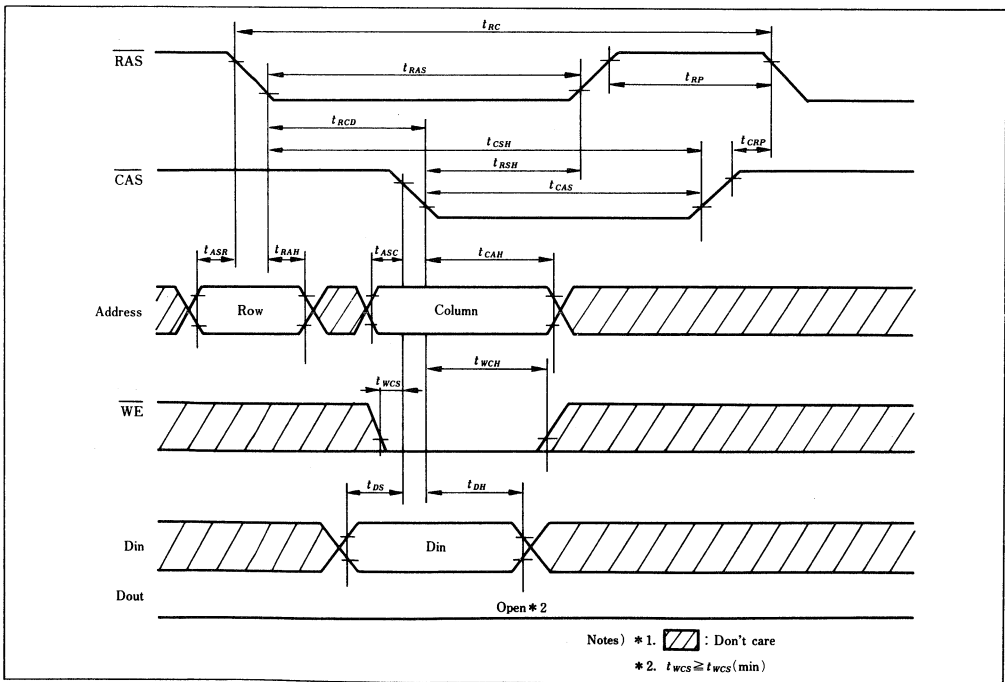 tRC
RAS
tRAS
tRP
tRCD
tCSH
tCRP
tRSH
CAS
tCAS
tASR
tRAH
tASC
tCAH
Address
Row
Column
tWCH
tWCS
WE
tDS
tDH
Din
Din
Dout
Open*2
Notes) *1. : Don't care
*2. tWCS≧tWCS(min)